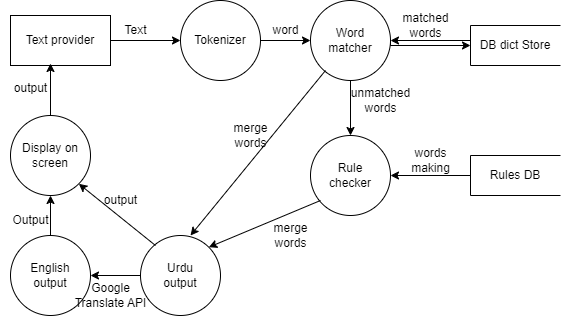 Text provider
Text
Tokenizer
word
Word
matcher
matched
words
DB dict Store
output
unmatched
words
merge
words
Display on
screen
Rule
checker
words
making
Rules DB
output
Output
merge
words
English
output
Google
Translate API
Urdu
output